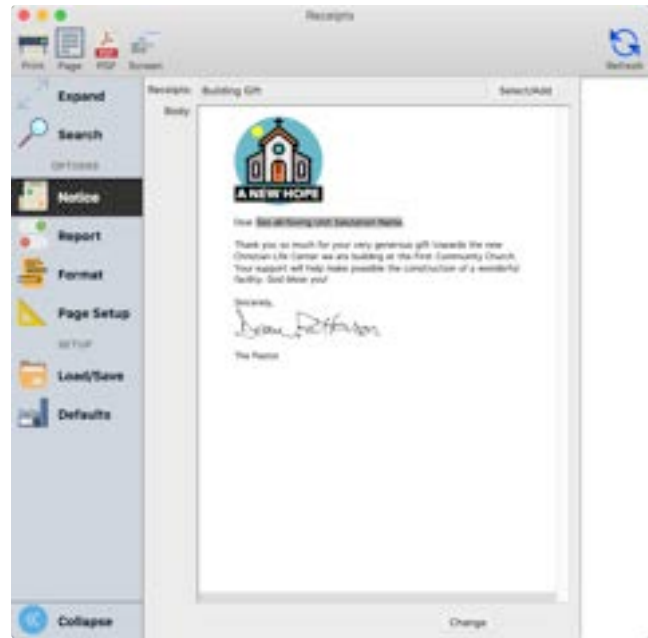 Receipts
Print Page PDF Screen
Refresh
Expand
Search
OPTIONS
Notice
Report
Format
Page Setup
SETUP
Load/Save
Defaults
Collapse
Receipts: Building Gift Select/Add
Body
A NEW HOPE
Dear Salutation Name
Thank you so much for your very generous gift towards the new
Christian Life Center we are building at the First Community Church.
Your support will help make possible the construction of a wonderful
facility. God bless you!
Sincerely,
The Pastor
Change